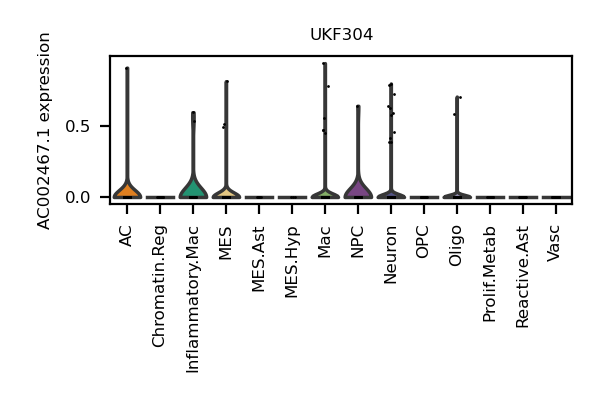 UKF304
AC002467.1 expression
0.5
0.0
AC
Chromatin.Reg
Inflammatory.Mac
MES
MES.Ast
MES.Hyp
Mac
NPC
Neuron
OPC
Oligo
Prolif.Metab
Reactive.Ast
Vasc